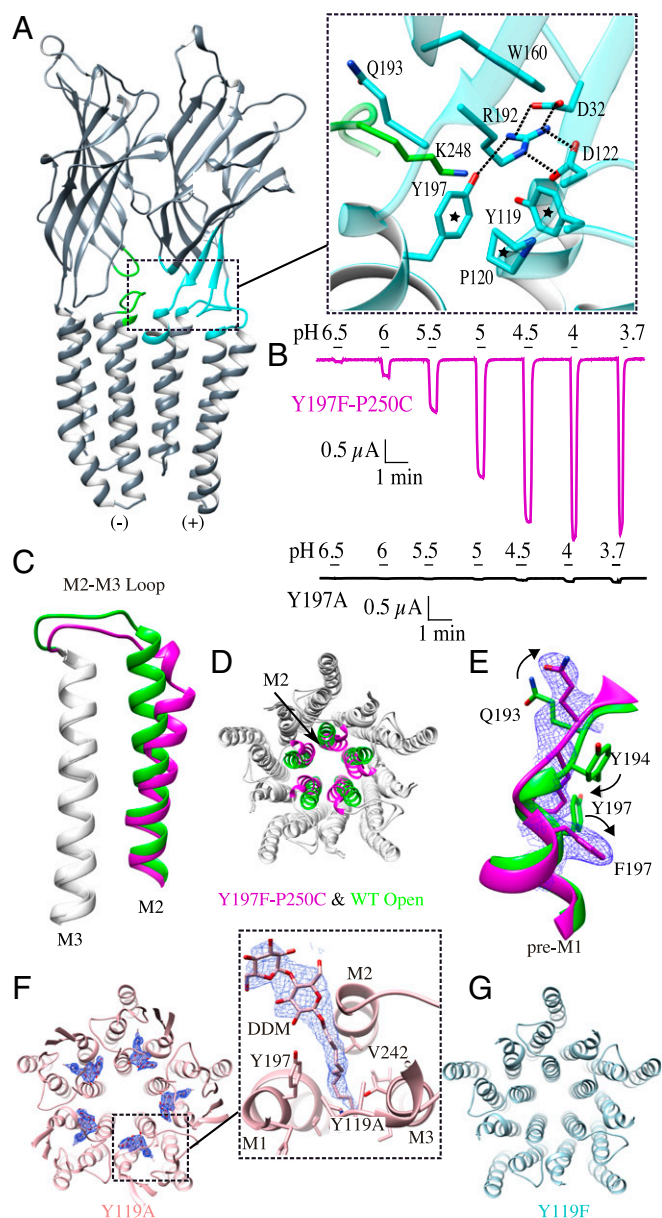 A
Q193
W160
R192
D32
K248
D122
Y197
Y119
P120
(-) (+)
B
pH 6.5 6 5.5 5 4.5 4 3.7
Y197F-P250C
0.5 µA
1 min
pH 6.5 6 5.5 5 4.5 4 3.7
Y197A
0.5 µA
1 min
C
M2-M3 Loop
M3
M2
D
M2
Y197F-P250C & WT Open
E
Q193
Y194
Y197
F197
pre-M1
F
Y119A
DDM
M2
Y197
V242
Y119A
M1
M3
G
Y119F